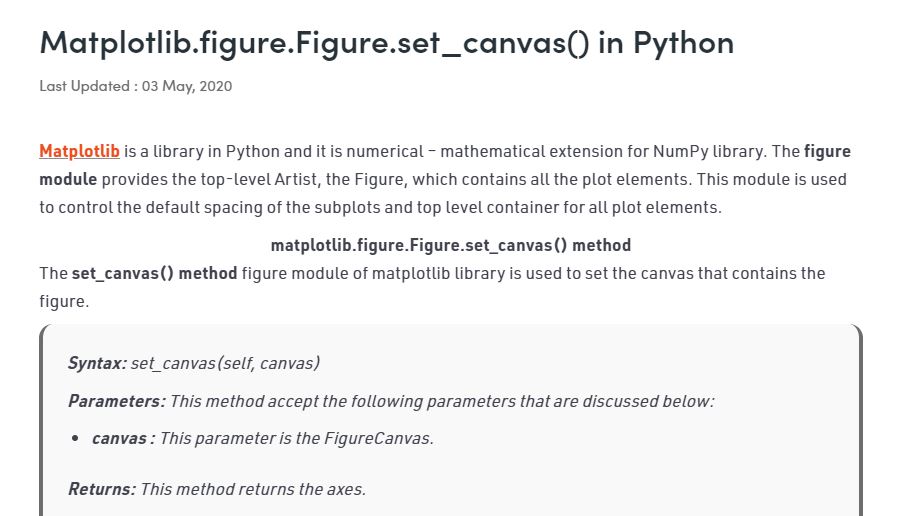 Matplotlib.figure.Figure.set_canvas() in Python
Last Updated : 03 May, 2020
Matplotlib is a library in Python and it is numerical – mathematical extension for NumPy library. The figure
module provides the top-level Artist, the Figure, which contains all the plot elements. This module is used
to control the default spacing of the subplots and top level container for all plot elements.
matplotlib.figure.Figure.set_canvas() method
The set_canvas() method figure module of matplotlib library is used to set the canvas that contains the
figure.
Syntax: set_canvas(self, canvas)
Parameters: This method accept the following parameters that are discussed below:
• canvas : This parameter is the FigureCanvas.
Returns: This method returns the axes.